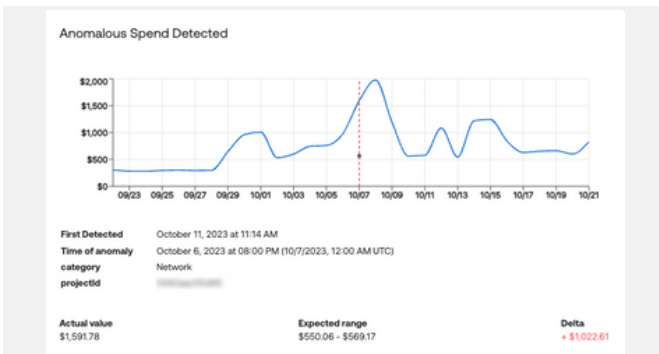 Anomalous Spend Detected
$2,000
$1,500
$1,000
$500
$0
09/23 09/25 09/27 09/29 10/01 10/03 10/05 10/07 10/09 10/11 10/13 10/15 10/17 10/19 10/21
First Detected October 11, 2023 at 11:14 AM
Time of anomaly October 6, 2023 at 08:00 PM (10/7/2023, 12:00 AM UTC)
category Network
projectId
Actual value Expected range Delta
$1,591.78 $550.06 - $569.17 + $1,022.61